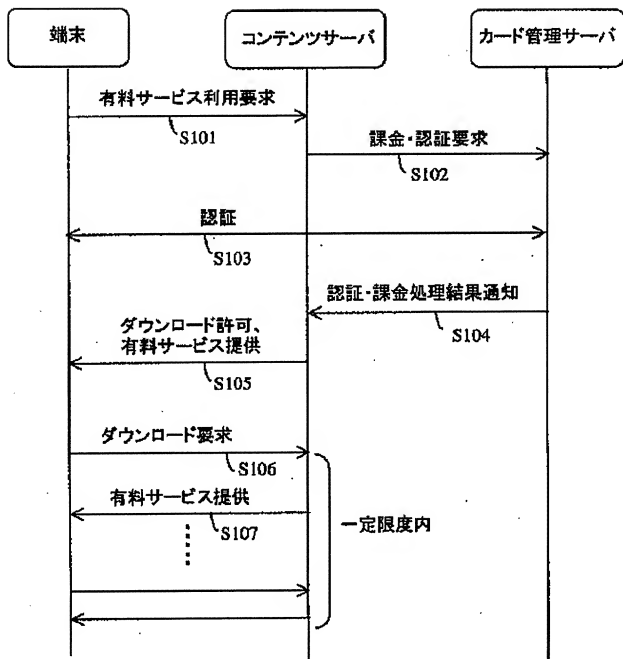 端末
コンテンツサーバ
カード管理サーバ
有料サービス利用要求
S101
課金・認証要求
S102
認証
S103
認証・課金処理結果通知
S104
ダウンロード許可、
有料サービス提供
S105
ダウンロード要求
S106
有料サービス提供
S107
一定限度内